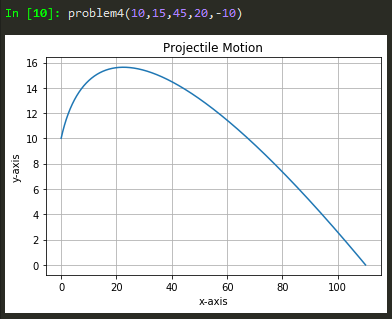 In [10]: problem4(10,15,45,20,-10)
Projectile Motion
16
14
12
10
8
6
4
2
0
y-axis
0 20 40 60 80 100
x-axis